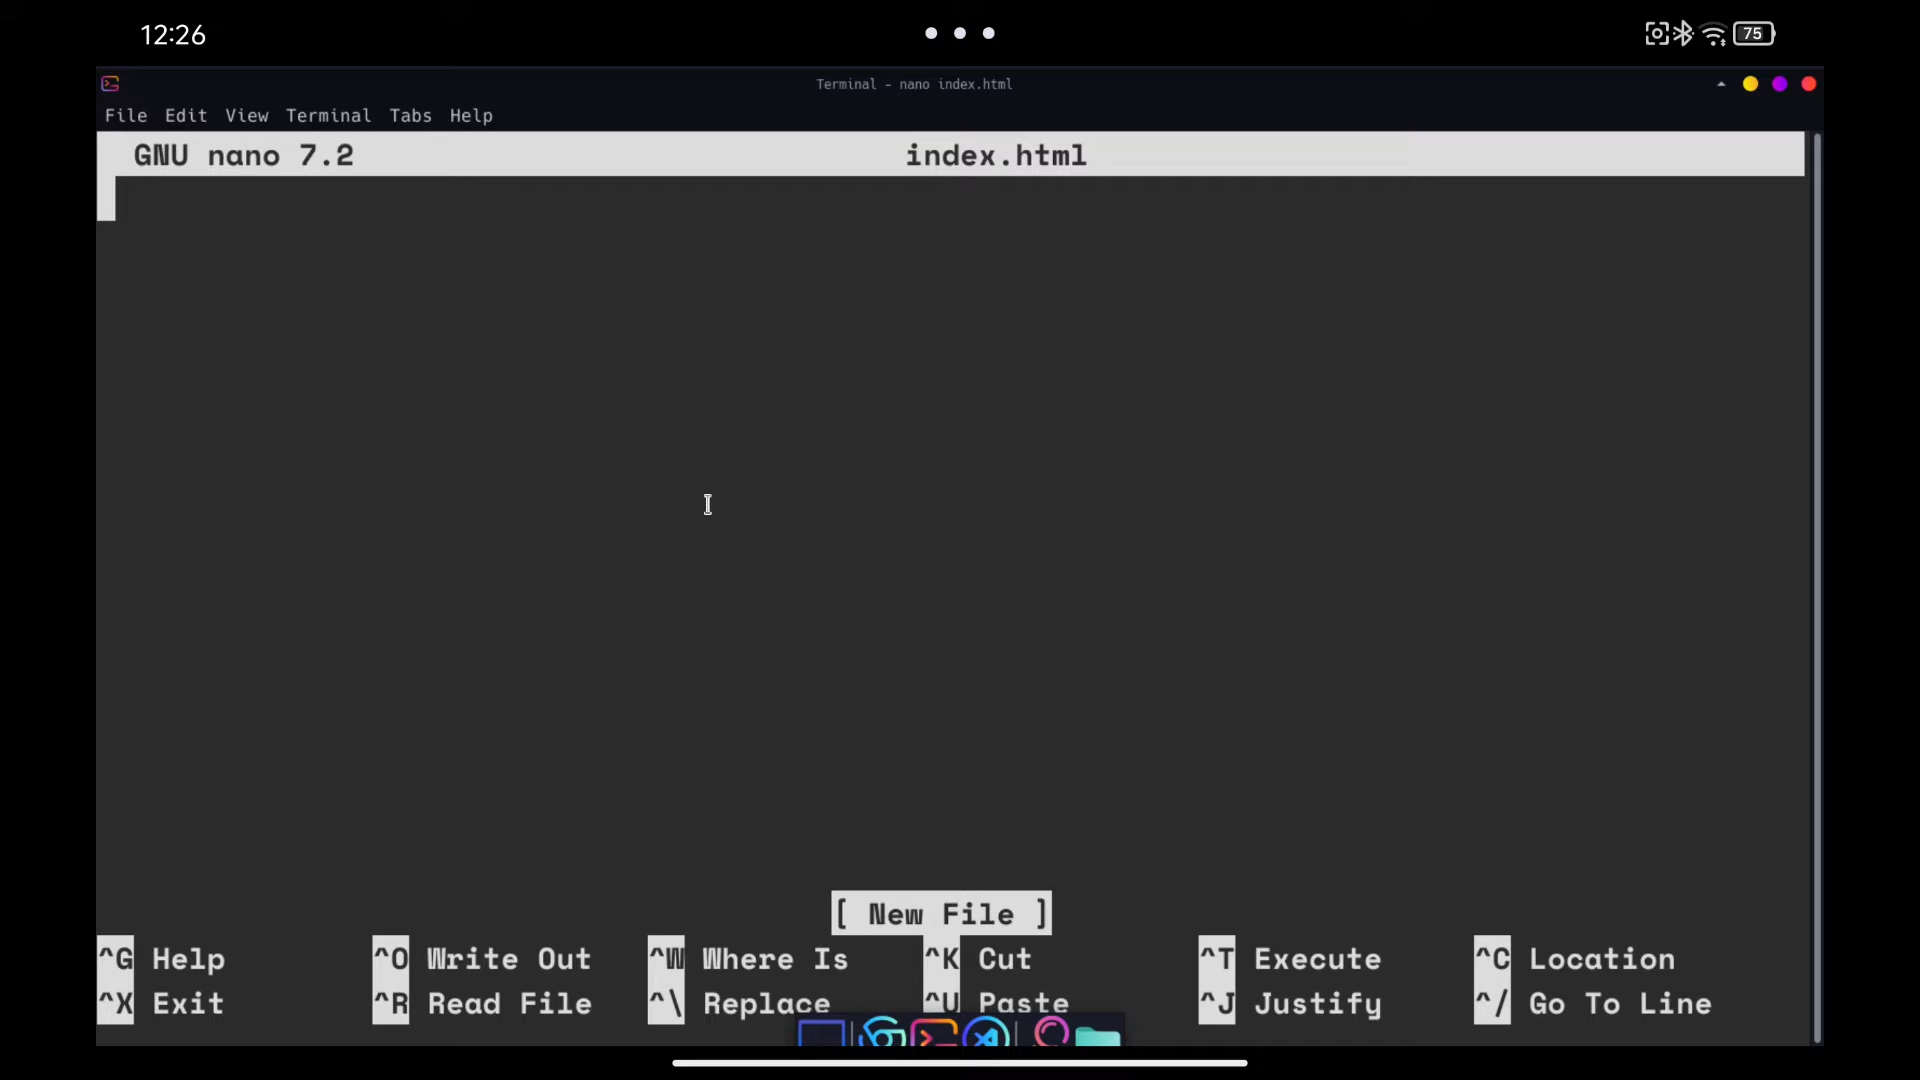 12:26
75
Terminal - nano index.html
File Edit View Terminal Tabs Help
GNU nano 7.2 index.html
[ New File ]
^G Help ^O Write Out ^W Where Is ^K Cut ^T Execute ^C Location
^X Exit ^R Read File ^\ Replace ^U Paste ^J Justify ^/ Go To Line